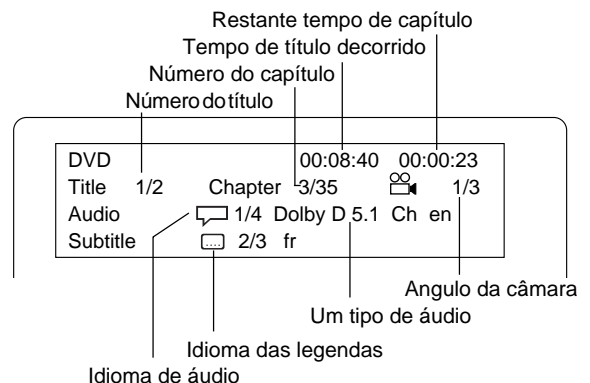 Restante tempo de capítulo
Tempo de título decorrido
Número do capítulo
Número do título
DVD 00:08:40 00:00:23
Title 1/2 Chapter 3/35 1/3
Audio 1/4 Dolby D 5.1 Ch en
Subtitle .... 2/3 fr
Angulo da câmara
Um tipo de áudio
Idioma das legendas
Idioma de áudio